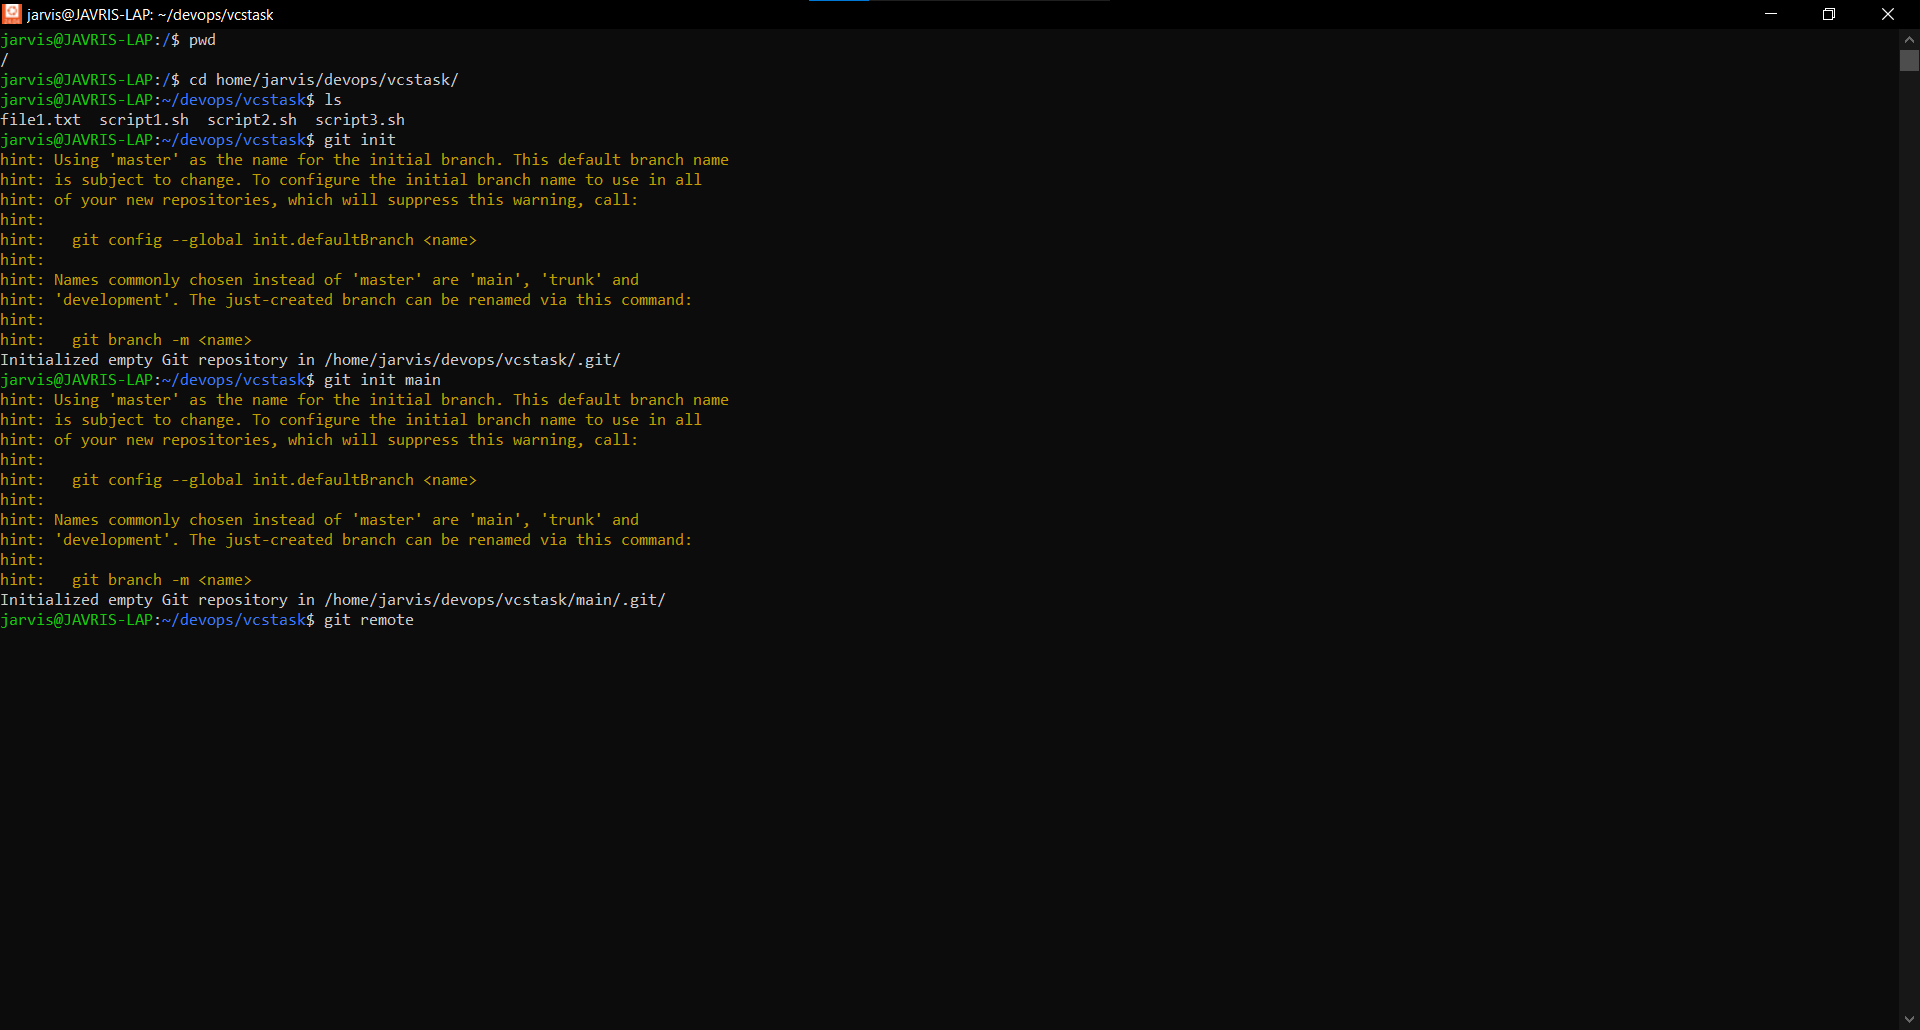 jarvis@JAVRIS-LAP: ~/devops/vcstask
jarvis@JAVRIS-LAP:/$ pwd
/
jarvis@JAVRIS-LAP:/$ cd home/jarvis/devops/vcstask/
jarvis@JAVRIS-LAP:~/devops/vcstask$ ls
file1.txt  script1.sh  script2.sh  script3.sh
jarvis@JAVRIS-LAP:~/devops/vcstask$ git init
hint: Using 'master' as the name for the initial branch. This default branch name
hint: is subject to change. To configure the initial branch name to use in all
hint: of your new repositories, which will suppress this warning, call:
hint:
hint:   git config --global init.defaultBranch <name>
hint:
hint: Names commonly chosen instead of 'master' are 'main', 'trunk' and
hint: 'development'. The just-created branch can be renamed via this command:
hint:
hint:   git branch -m <name>
Initialized empty Git repository in /home/jarvis/devops/vcstask/.git/
jarvis@JAVRIS-LAP:~/devops/vcstask$ git init main
hint: Using 'master' as the name for the initial branch. This default branch name
hint: is subject to change. To configure the initial branch name to use in all
hint: of your new repositories, which will suppress this warning, call:
hint:
hint:   git config --global init.defaultBranch <name>
hint:
hint: Names commonly chosen instead of 'master' are 'main', 'trunk' and
hint: 'development'. The just-created branch can be renamed via this command:
hint:
hint:   git branch -m <name>
Initialized empty Git repository in /home/jarvis/devops/vcstask/main/.git/
jarvis@JAVRIS-LAP:~/devops/vcstask$ git remote